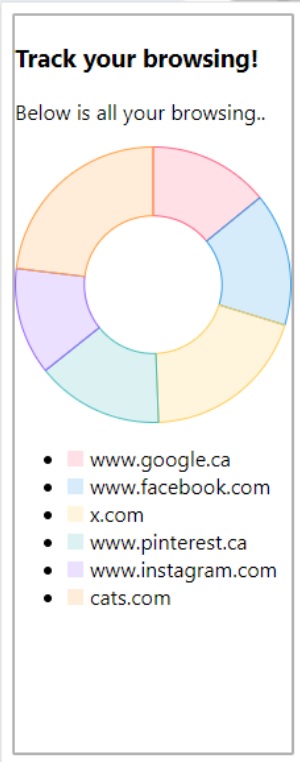 Track your browsing!
Below is all your browsing..
www.google.ca
www.facebook.com
x.com
www.pinterest.ca
www.instagram.com
cats.com